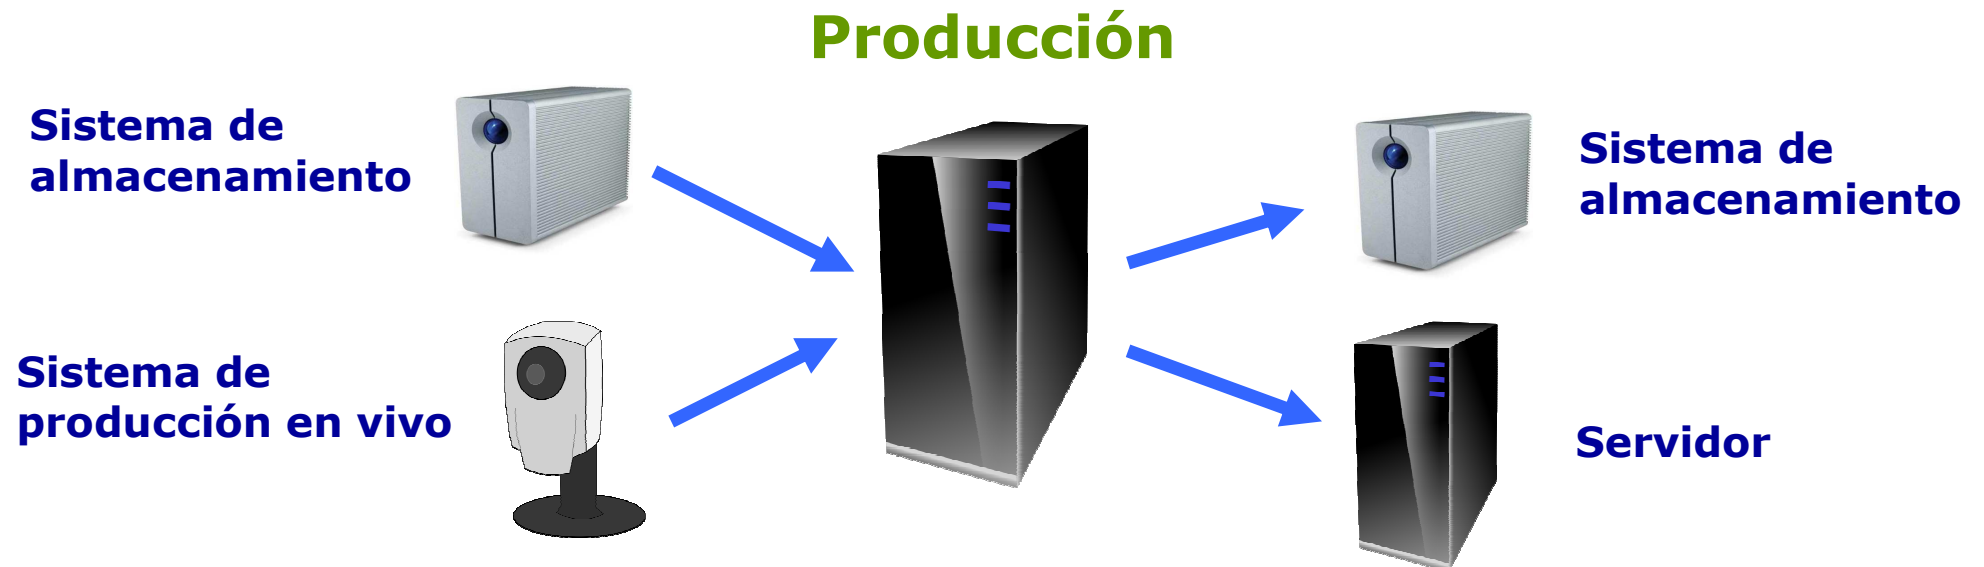 Producción
Sistema de
almacenamiento
Sistema de
almacenamiento
Sistema de
producción en vivo
Servidor